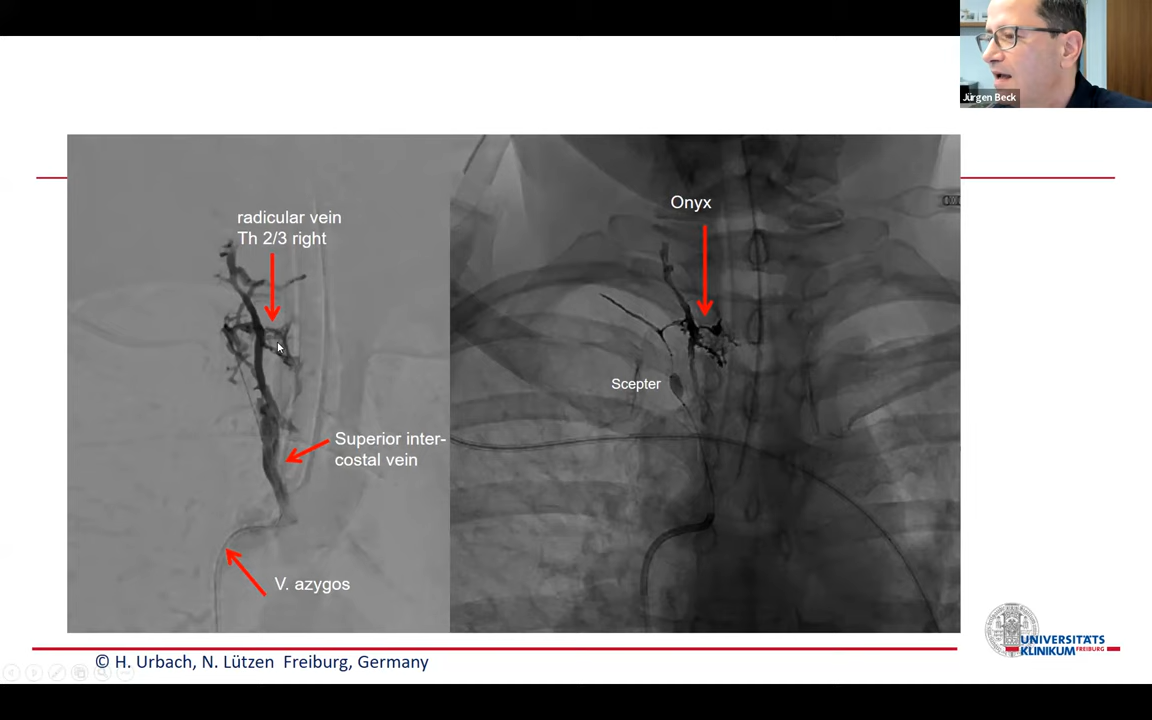 Jürgen Beck
radicular vein
Th 2/3 right
Onyx
Scepter
Superior inter-
costal vein
V. azygos
© H. Urbach, N. Lützen Freiburg, Germany
UNIVERSITÄTS
KLINIKUM FREIBURG